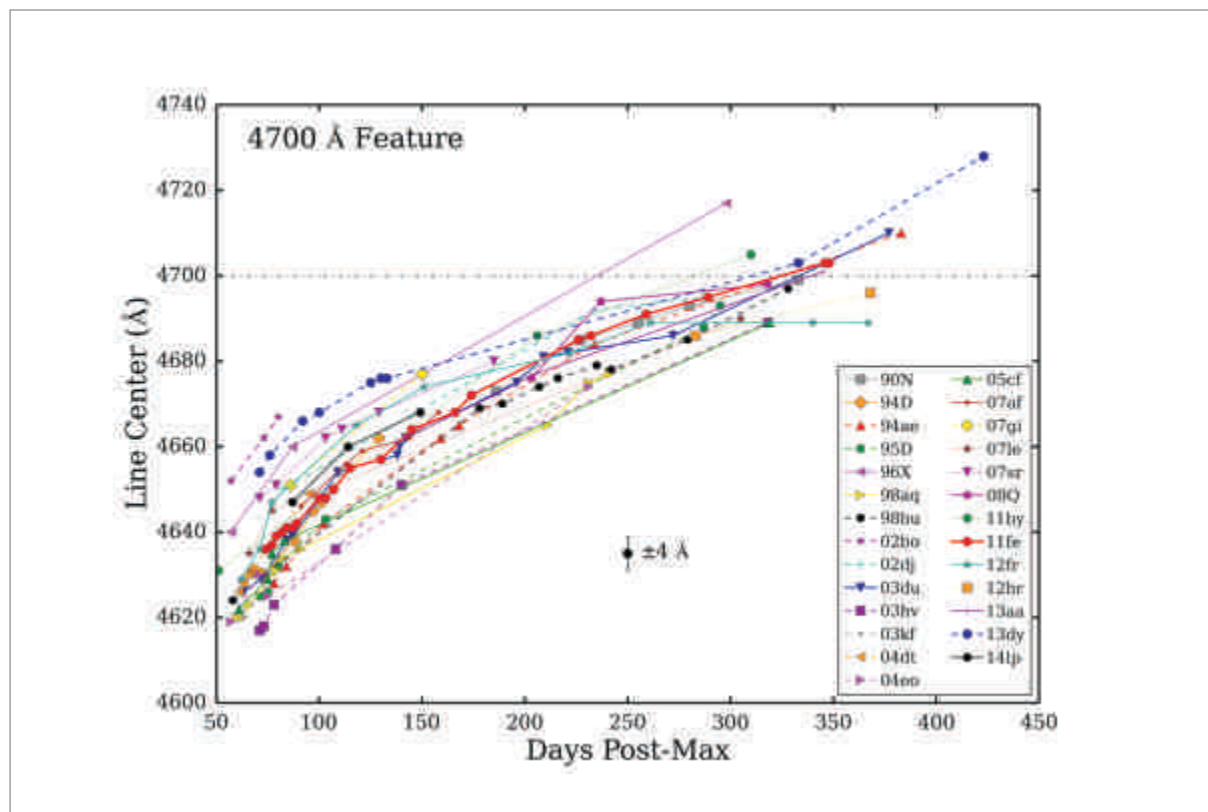 4740
4700 Å Feature
4720
4700
4680
4660
4640
4620
4600
Line Center (Å)
±4 Å
90N 05cf
94D 07af
94ae 07gi
95D 07le
96X 07sr
98aq 08Q
98bu 11by
02bo 11fe
02dj 12fr
03du 12hr
03hv 13aa
03kf 13dy
04dt 14lp
04eo
50 100 150 200 250 300 350 400 450
Days Post-Max